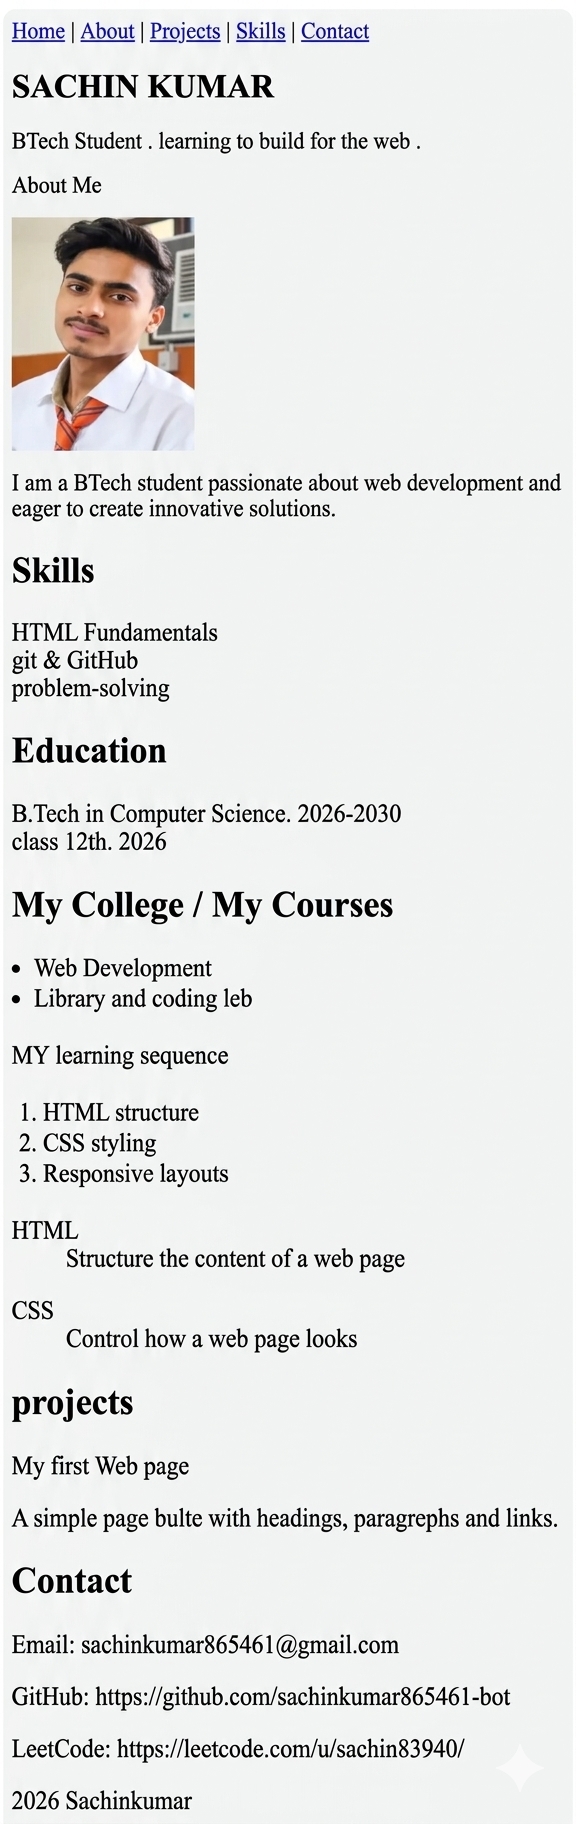 Home | About | Projects | Skills | Contact
SACHIN KUMAR
BTech Student . learning to build for the web .
About Me
I am a BTech student passionate about web development and
eager to create innovative solutions.
Skills
HTML Fundamentals
git & GitHub
problem-solving
Education
B.Tech in Computer Science. 2026-2030
class 12th. 2026
My College / My Courses
• Web Development
• Library and coding leb
MY learning sequence
1. HTML structure
2. CSS styling
3. Responsive layouts
HTML
Structure the content of a web page
CSS
Control how a web page looks
projects
My first Web page
A simple page bulte with headings, paragrephs and links.
Contact
Email: sachinkumar865461@gmail.com
GitHub: https://github.com/sachinkumar865461-bot
LeetCode: https://leetcode.com/u/sachin83940/
2026 Sachinkumar